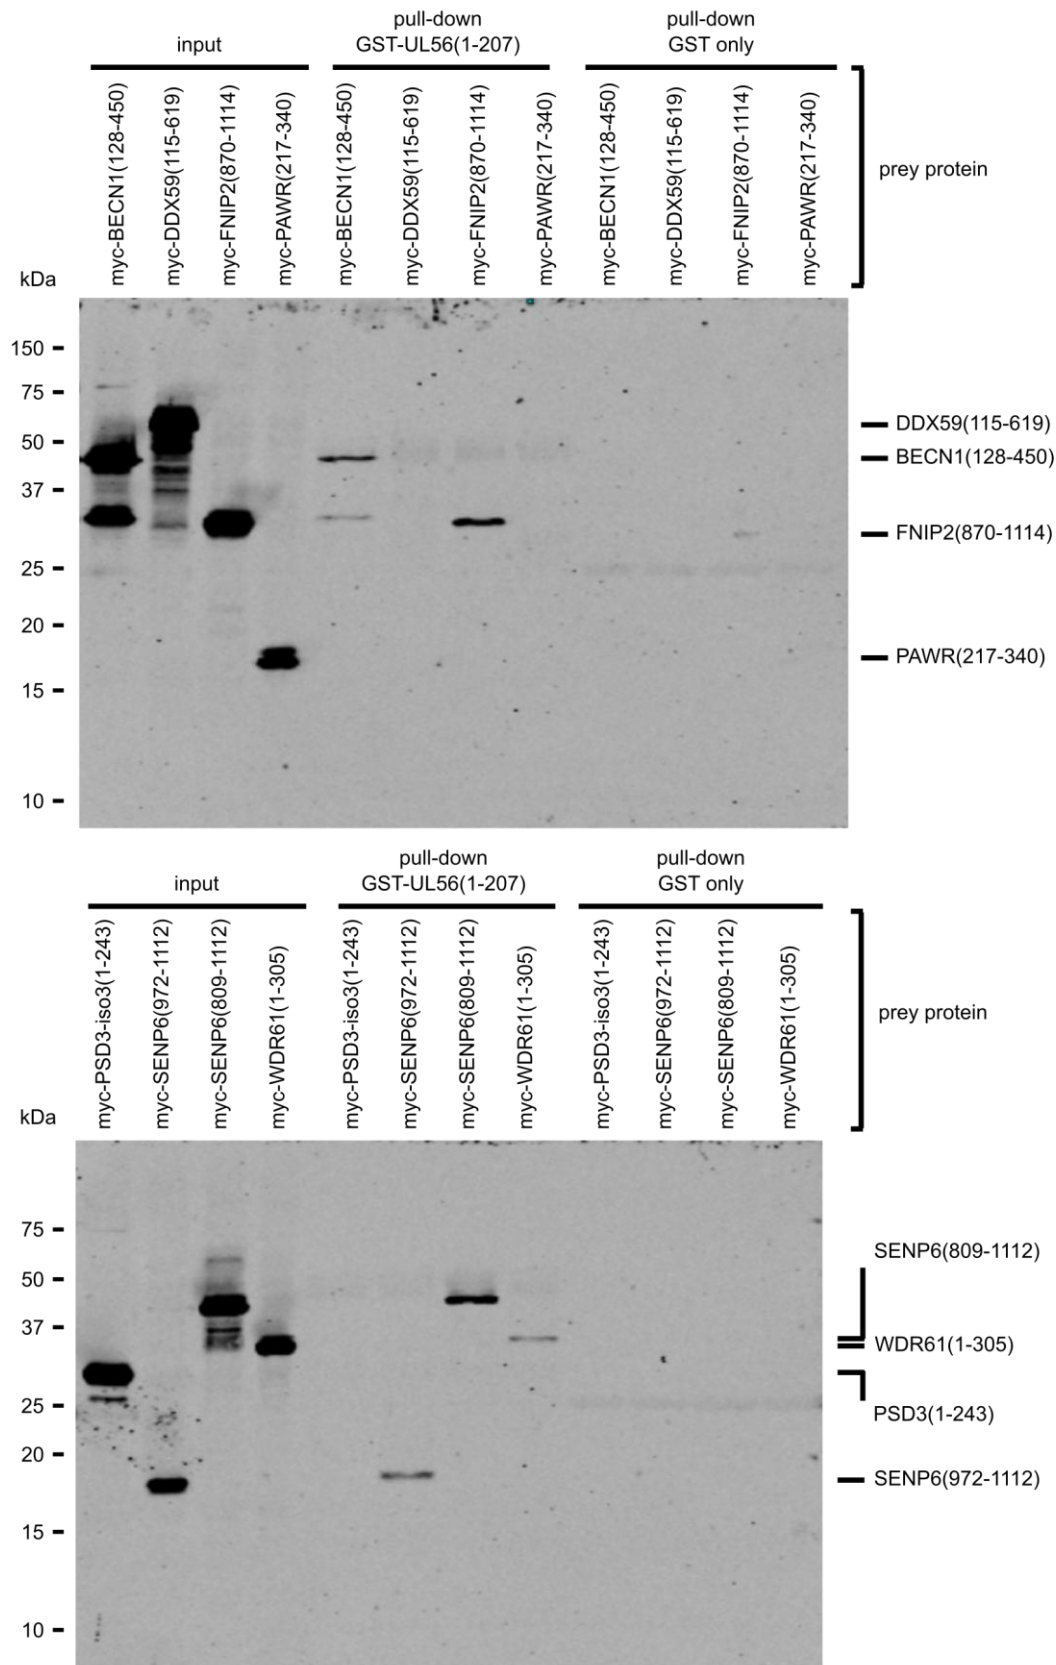 input
pull-down
GST-UL56(1-207)
pull-down
GST only
myc-BECN1(128-450)
myc-DDX59(115-619)
myc-FNIP2(870-1114)
myc-PAWR(217-340)
myc-BECN1(128-450)
myc-DDX59(115-619)
myc-FNIP2(870-1114)
myc-PAWR(217-340)
myc-BECN1(128-450)
myc-DDX59(115-619)
myc-FNIP2(870-1114)
myc-PAWR(217-340)
prey protein
kDa
150
75
50
37
25
20
15
10
DDX59(115-619)
BECN1(128-450)
FNIP2(870-1114)
PAWR(217-340)
input
pull-down
GST-UL56(1-207)
pull-down
GST only
myc-PSD3-iso3(1-243)
myc-SENP6(972-1112)
myc-SENP6(809-1112)
myc-WDR61(1-305)
myc-PSD3-iso3(1-243)
myc-SENP6(972-1112)
myc-SENP6(809-1112)
myc-WDR61(1-305)
myc-PSD3-iso3(1-243)
myc-SENP6(972-1112)
myc-SENP6(809-1112)
myc-WDR61(1-305)
prey protein
kDa
75
50
37
25
20
15
10
SENP6(809-1112)
WDR61(1-305)
PSD3(1-243)
SENP6(972-1112)